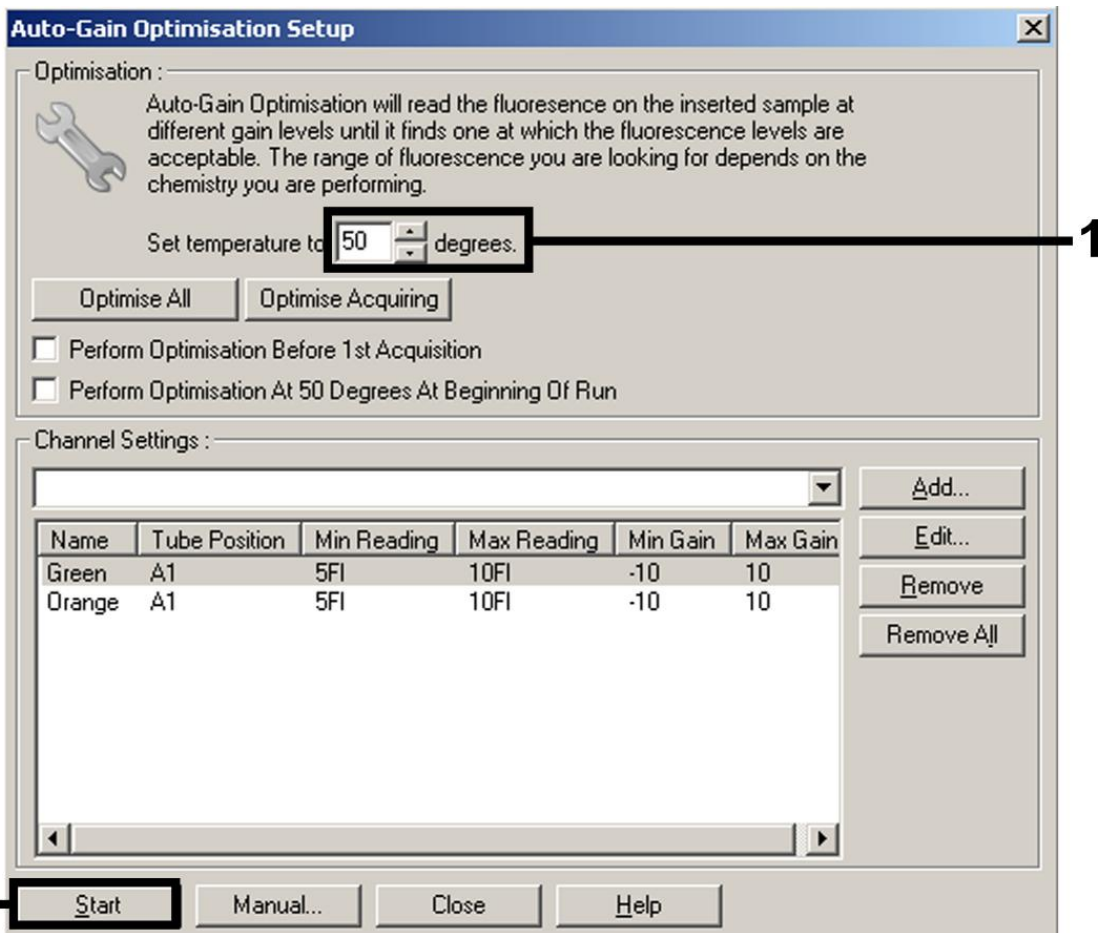 Auto-Gain Optimisation Setup
Optimisation :
Auto-Gain Optimisation will read the fluoresence on the inserted sample at
different gain levels until it finds one at which the fluorescence levels are
acceptable. The range of fluorescence you are looking for depends on the
chemistry you are performing.
Set temperature to 50 degrees.
1
Optimise All Optimise Acquiring
Perform Optimisation Before 1st Acquisition
Perform Optimisation At 50 Degrees At Beginning Of Run
Channel Settings :
Add...
Name Tube Position Min Reading Max Reading Min Gain Max Gain
Edit...
Green A1 5Fl 10Fl -10 10
Remove
Orange A1 5Fl 10Fl -10 10
Remove All
Start Manual... Close Help